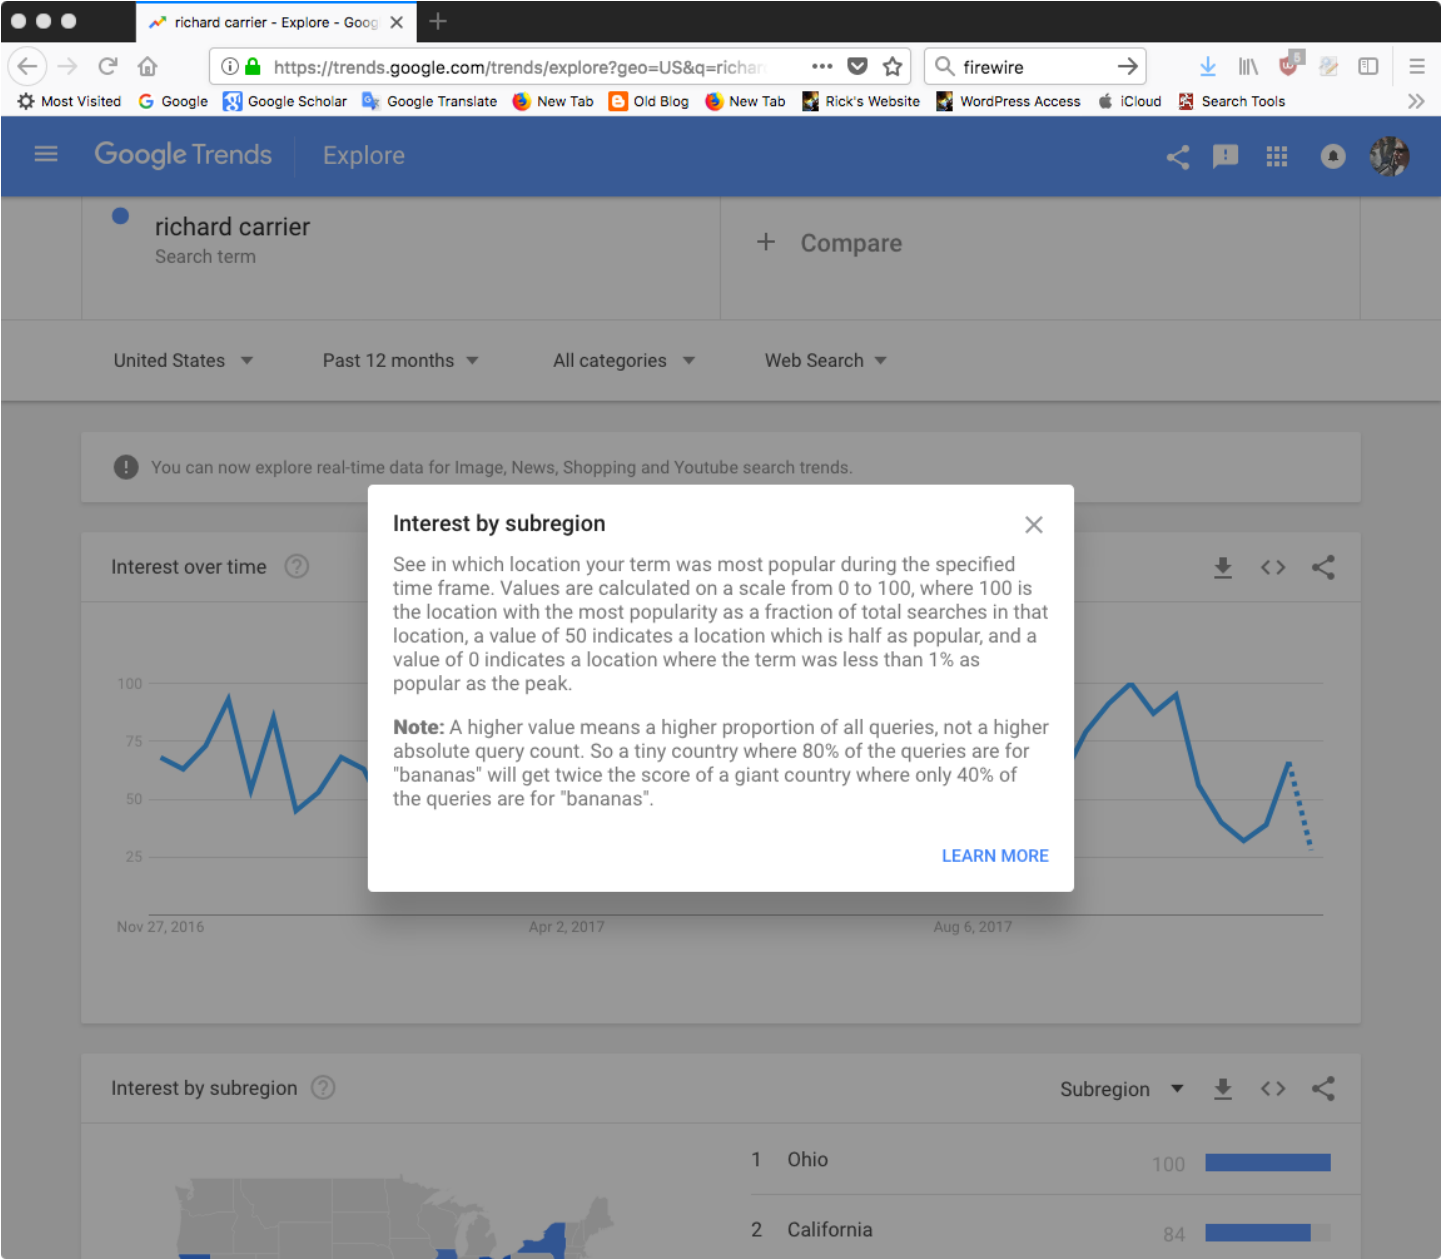 richard carrier - Explore - Goog
https://trends.google.com/trends/explore?geo=US&q=richar
firewire
Most Visited Google Google Scholar Google Translate New Tab Old Blog New Tab Rick's Website WordPress Access iCloud Search Tools
Google Trends Explore
richard carrier
Search term
+ Compare
United States Past 12 months All categories Web Search
You can now explore real-time data for Image, News, Shopping and Youtube search trends.
Interest over time
Interest by subregion
See in which location your term was most popular during the specified
time frame. Values are calculated on a scale from 0 to 100, where 100 is
the location with the most popularity as a fraction of total searches in that
location, a value of 50 indicates a location which is half as popular, and a
value of 0 indicates a location where the term was less than 1% as
popular as the peak.
Note: A higher value means a higher proportion of all queries, not a higher
absolute query count. So a tiny country where 80% of the queries are for
"bananas" will get twice the score of a giant country where only 40% of
the queries are for "bananas".
LEARN MORE
100
75
50
25
Nov 27, 2016 Apr 2, 2017 Aug 6, 2017
Interest by subregion
Subregion
1 Ohio 100
2 California 84